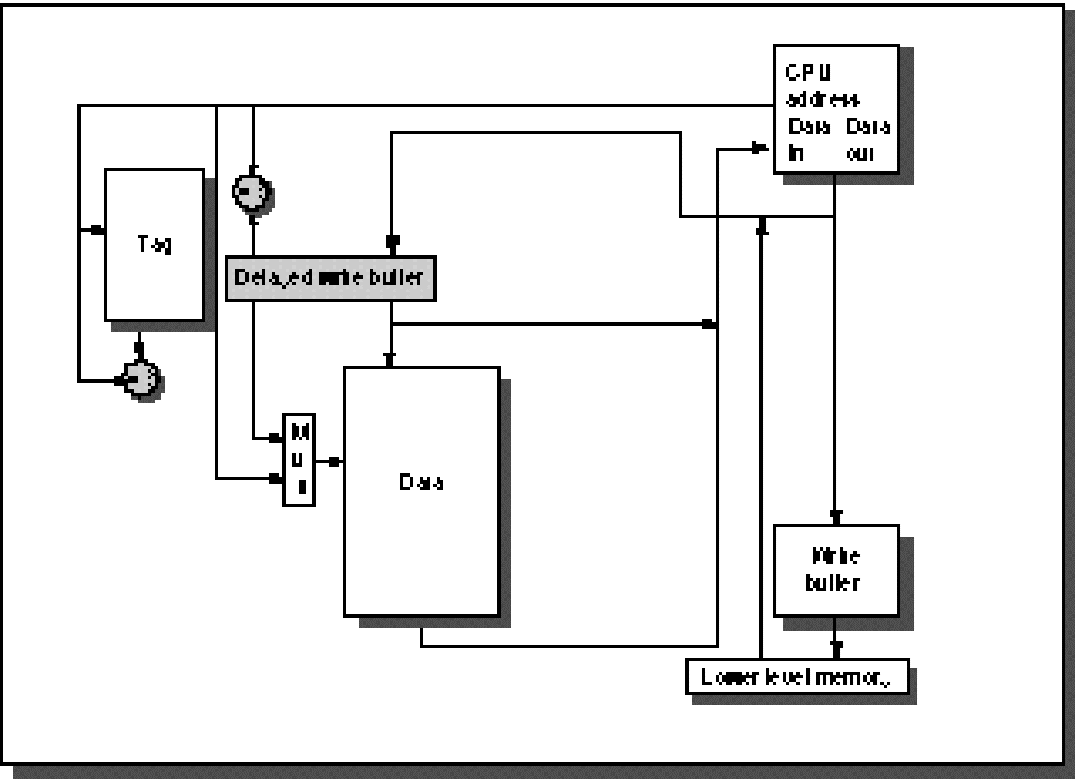 CPU
address
Data Data
In out
Tag
=?
Delayed write buffer
=?
M
u
x
Data
Write
buffer
Lower level memory